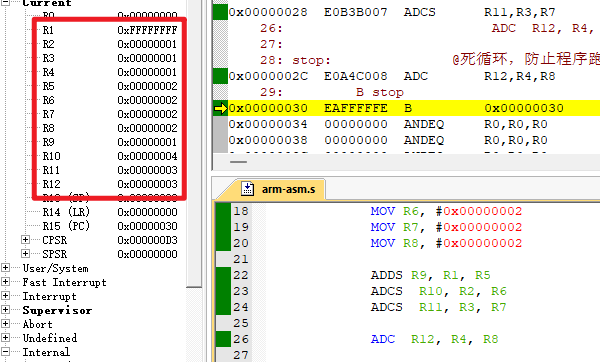 Current
R0 0x00000000
R1 0xFFFFFFFF
R2 0x00000001
R3 0x00000001
R4 0x00000001
R5 0x00000002
R6 0x00000002
R7 0x00000002
R8 0x00000002
R9 0x00000001
R10 0x00000004
R11 0x00000003
R12 0x00000003
R13 (SP) 0x00000000
R14 (LR) 0x00000000
R15 (PC) 0x00000030
CPSR 0x000000D3
SPSR 0x00000000
User/System
Fast Interrupt
Interrupt
Supervisor
Abort
Undefined
Internal
0x00000028 E0B3B007 ADCS R11,R3,R7
26: ADC R12, R4,
27:
28: stop: @死循环，防止程序跑
0x0000002C E0A4C008 ADC R12,R4,R8
29: B stop
0x00000030 EAFFFFFE B 0x00000030
0x00000034 00000000 ANDEQ R0,R0,R0
0x00000038 00000000 ANDEQ R0,R0,R0
arm-asm.s
18 MOV R6, #0x00000002
19 MOV R7, #0x00000002
20 MOV R8, #0x00000002
21
22 ADDS R9, R1, R5
23 ADCS R10, R2, R6
24 ADCS R11, R3, R7
25
26 ADC R12, R4, R8
27